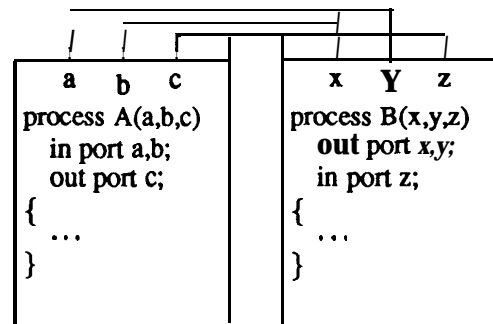 a b c
process A(a,b,c)
in port a,b;
out port c;
{
...
}
x Y z
process B(x,y,z)
out port x,y;
in port z;
{
...
}